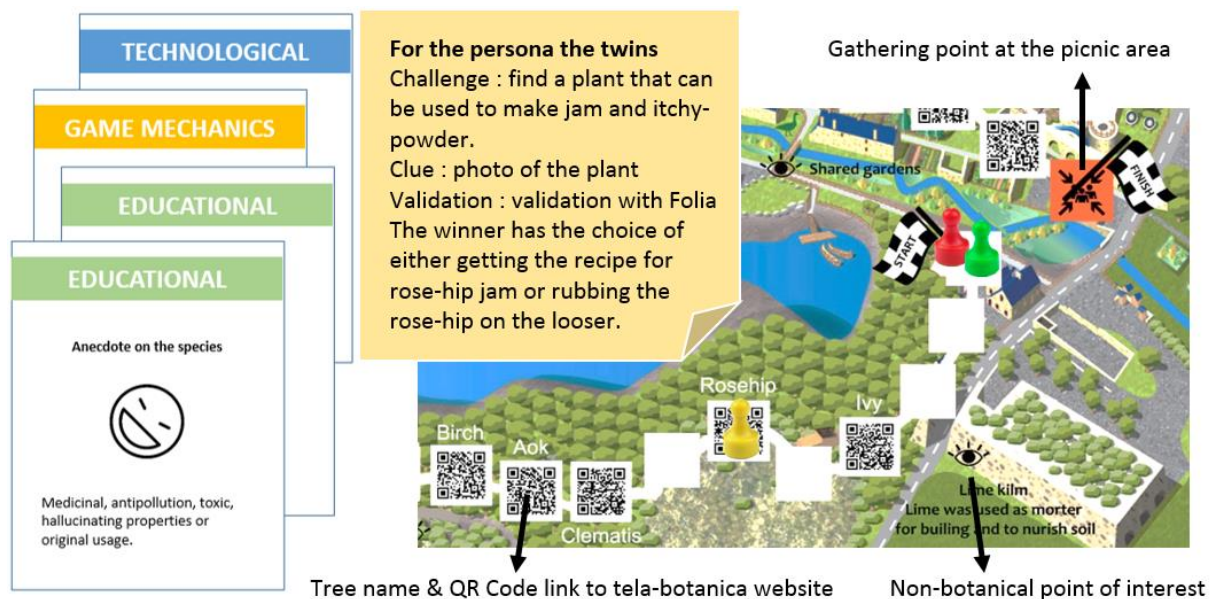 TECHNOLOGICAL
GAME MECHANICS
EDUCATIONAL
EDUCATIONAL
Anecdote on the species
Medicinal, antipollution, toxic,
hallucinating properties or
original usage.
For the persona the twins
Challenge : find a plant that can
be used to make jam and itchy-
powder.
Clue : photo of the plant
Validation : validation with Folia
The winner has the choice of
either getting the recipe for
rose-hip jam or rubbing the
rose-hip on the looser.
Gathering point at the picnic area
Shared gardens
FINISH
START
Rosehip
Ivy
Birch
Aok
Clematis
Lime kilm
Lime was used as morter
for builing and to nurish soil
Tree name & QR Code link to tela-botanica website
Non-botanical point of interest